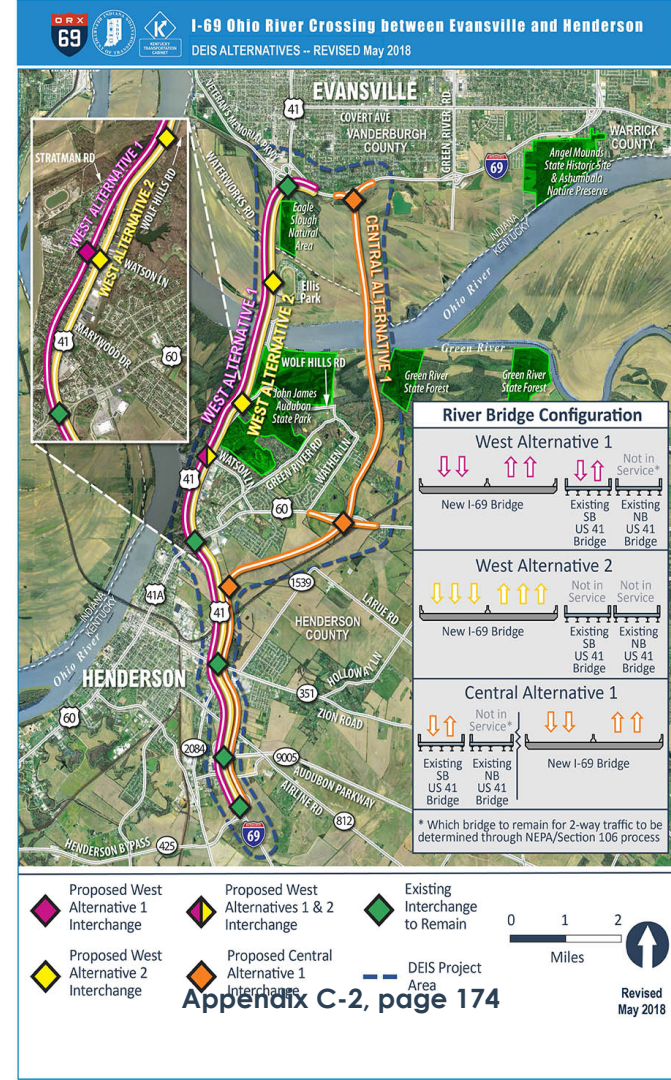 ORX
69
KENTUCKY
TRANSPORTATION
CABINET
I-69 Ohio River Crossing between Evansville and Henderson
DEIS ALTERNATIVES -- REVISED May 2018
EVANSVILLE
41
COVERT AVE
VANDERBURGH
COUNTY
VETERAN'S MEMORIAL PKWY
GREEN RIVER RD
WARRICK
COUNTY
69
Angel Mounds
State Historic Site
& Ashumbala
Nature Preserve
STRATMAN RD
WEST ALTERNATIVE 1
WEST ALTERNATIVE 2
WOLF HILLS RD
WATSON LN
41
MARYWOOD DR
60
WATERWORKS RD
Eagle
Slough
Natural
Area
CENTRAL ALTERNATIVE 1
INDIANA
KENTUCKY
Ohio River
Ellis
Park
WEST ALTERNATIVE 1
WEST ALTERNATIVE 2
Green River
WOLF HILLS RD
John James
Audubon
State Park
Green River
State Forest
Green River
State Forest
WATSON LN
GREEN RIVER RD
WATHEN LN
41
60
41A
41
1539
LARUE RD
HENDERSON
COUNTY
INDIANA
KENTUCKY
Ohio River
HENDERSON
HOLLOWAY LN
351
ZION ROAD
60
2084
9005
AUDUBON PARKWAY
AIRLINE RD
812
69
HENDERSON BYPASS
425
River Bridge Configuration
West Alternative 1
Not in
Service*
New I-69 Bridge
Existing
SB
US 41
Bridge
Existing
NB
US 41
Bridge
West Alternative 2
Not in
Service
Not in
Service
New I-69 Bridge
Existing
SB
US 41
Bridge
Existing
NB
US 41
Bridge
Central Alternative 1
Not in
Service*
Existing
SB
US 41
Bridge
Existing
NB
US 41
Bridge
New I-69 Bridge
* Which bridge to remain for 2-way traffic to be
determined through NEPA/Section 106 process
Proposed West
Alternative 1
Interchange
Proposed West
Alternatives 1 & 2
Interchange
Existing
Interchange
to Remain
Proposed West
Alternative 2
Interchange
Proposed Central
Alternative 1
Interchange
DEIS Project
Area
0 1 2
Miles
Revised
May 2018
Appendix C-2, page 174